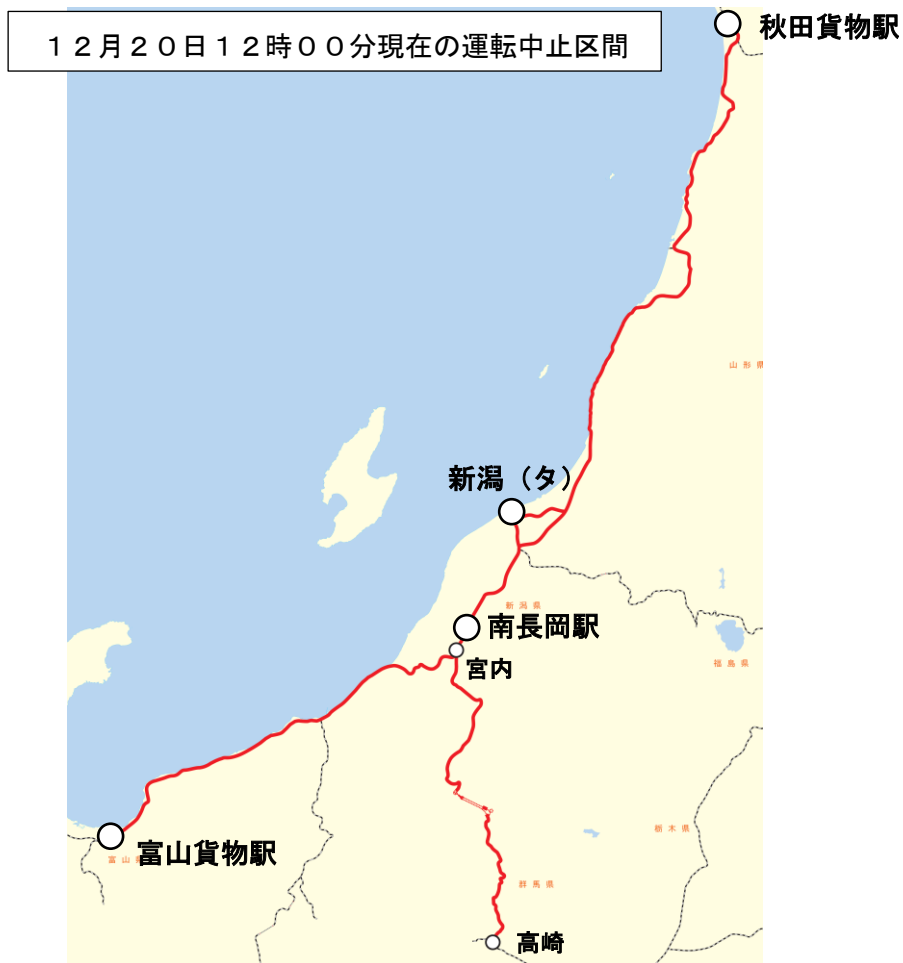 １２月２０日１２時００分現在の運転中止区間
秋田貨物駅
山形県
新潟（タ）
新潟県
南長岡駅
宮内
福島県
栃木県
富山貨物駅
富山
群馬県
高崎